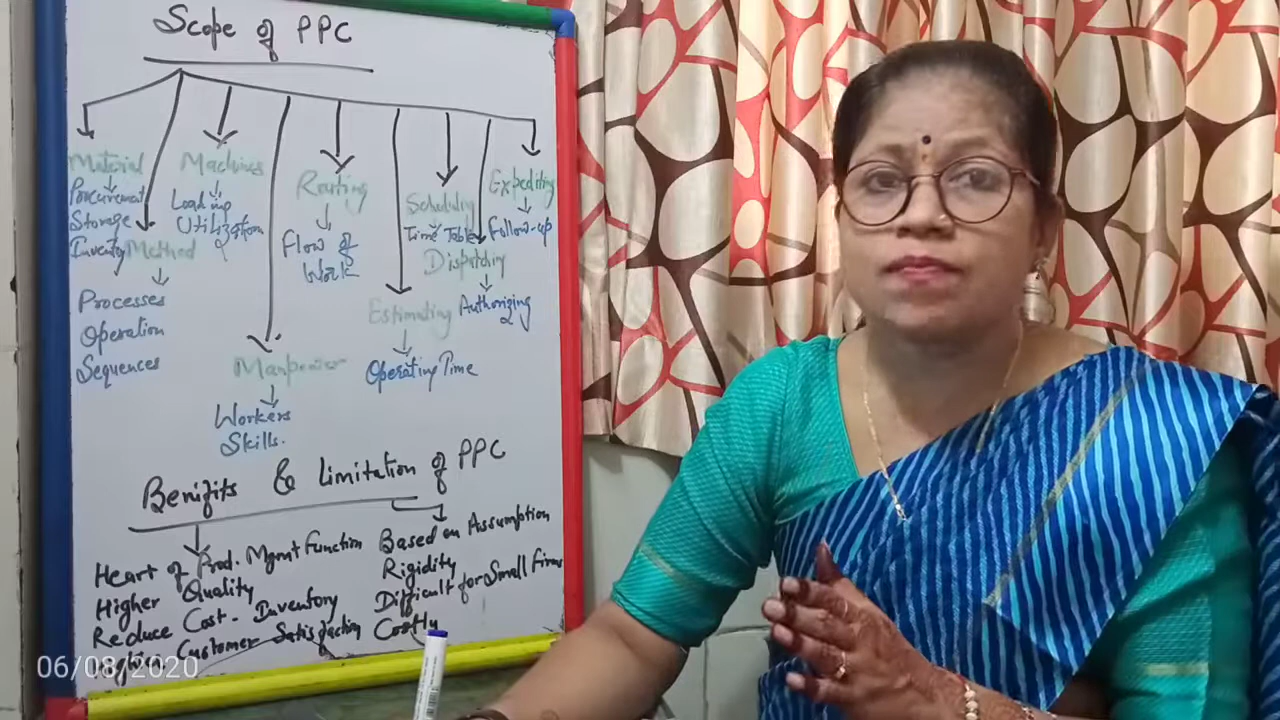 Scope of PPC
Material
Procurement
Storage
Inventory
Method
Processes
Operation
Sequences
Machines
Loading
Utilization
Manpower
Workers
Skills.
Routing
Flow of
Work
Estimating
Operating Time
Scheduling
Time Table
Dispatching
Authorizing
Expediting
Follow-up
Benifits & Limitation of PPC
Heart of Prod. Mgmt Function
Higher Quality
Reduce Cost - Inventory
Customer Satisfaction
Based on Assumption
Rigidity
Difficult for Small Firms
Costly
06/08/2020